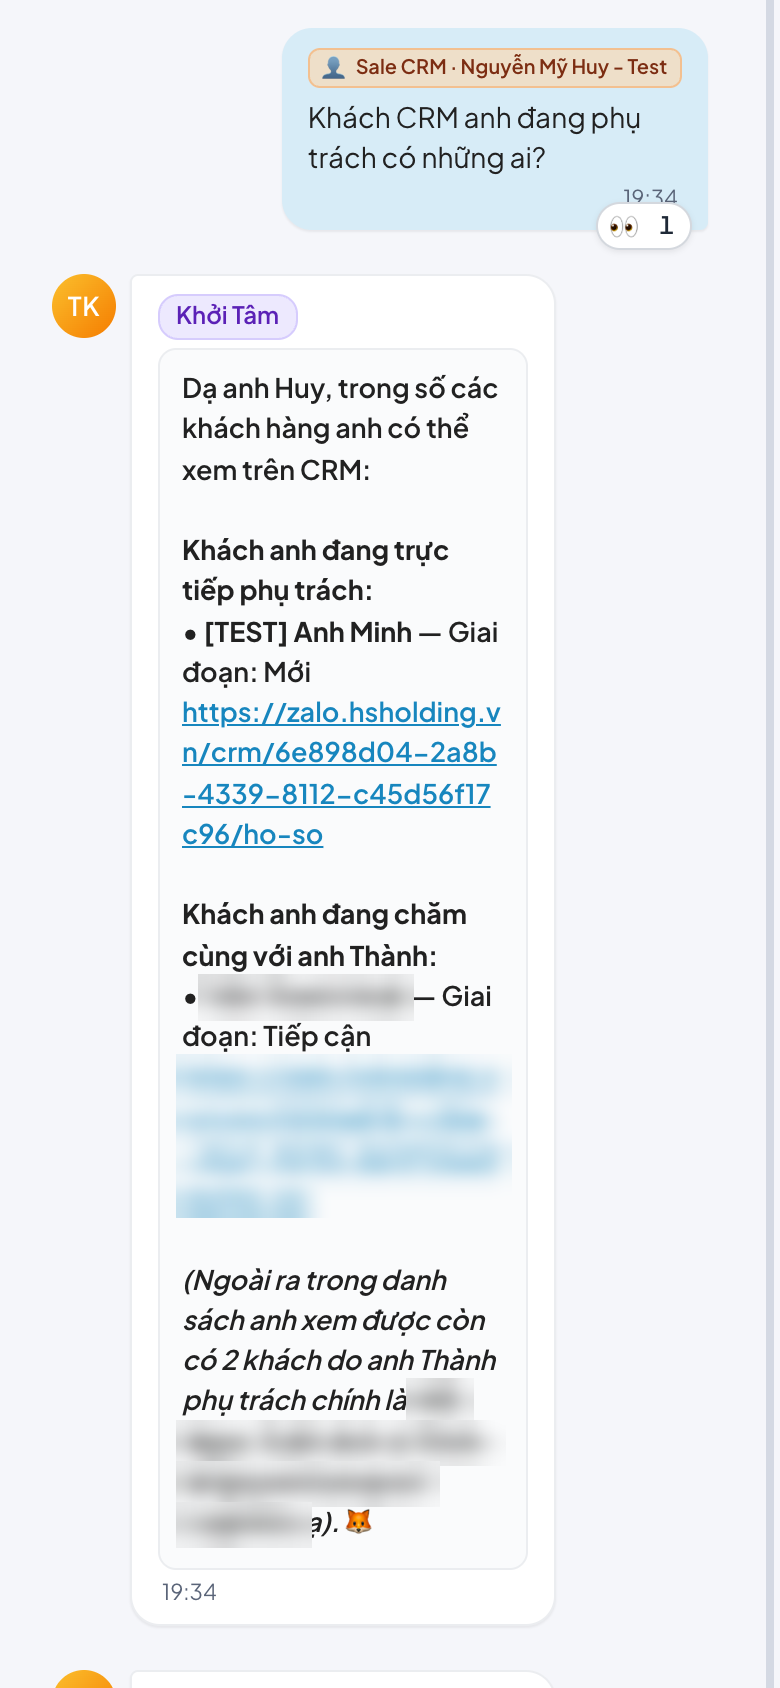 Sale CRM · Nguyễn Mỹ Huy - Test
Khách CRM anh đang phụ
trách có những ai?
19:34
1
TK
Khởi Tâm
Dạ anh Huy, trong số các
khách hàng anh có thể
xem trên CRM:
Khách anh đang trực
tiếp phụ trách:
• [TEST] Anh Minh — Giai
đoạn: Mới
https://zalo.hsholding.v
n/crm/6e898d04-2a8b
-4339-8112-c45d56f17
c96/ho-so
Khách anh đang chăm
cùng với anh Thành:
• — Giai
đoạn: Tiếp cận
(Ngoài ra trong danh
sách anh xem được còn
có 2 khách do anh Thành
phụ trách chính là
ạ). 🦊
19:34